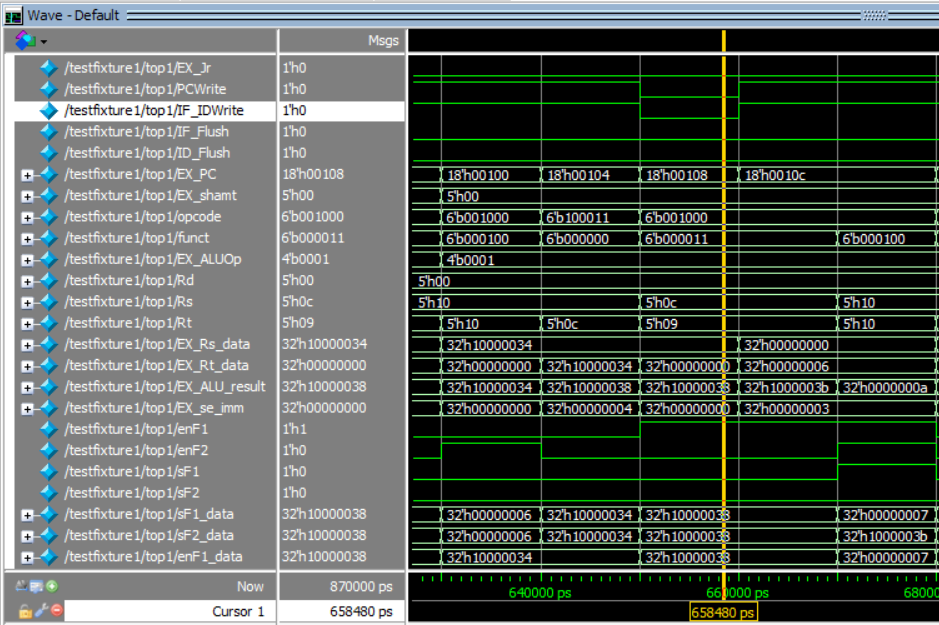 Wave - Default
Msgs
/testfixture1/top1/EX_Jr 1'h0
/testfixture1/top1/PCWrite 1'h0
/testfixture1/top1/IF_IDWrite 1'h0
/testfixture1/top1/IF_Flush 1'h0
/testfixture1/top1/ID_Flush 1'h0
/testfixture1/top1/EX_PC 18'h00108 18'h00100 18'h00104 18'h00108 18'h0010c
/testfixture1/top1/EX_shamt 5'h00 5'h00
/testfixture1/top1/opcode 6'b001000 6'b001000 6'b100011 6'b001000
/testfixture1/top1/funct 6'b000011 6'b000100 6'b000000 6'b000011 6'b000100
/testfixture1/top1/EX_ALUOp 4'b0001 4'b0001
/testfixture1/top1/Rd 5'h00 5'h00
/testfixture1/top1/Rs 5'h0c 5'h10 5'h0c 5'h10
/testfixture1/top1/Rt 5'h09 5'h10 5'h0c 5'h09 5'h10
/testfixture1/top1/EX_Rs_data 32'h10000034 32'h10000034 32'h00000000
/testfixture1/top1/EX_Rt_data 32'h00000000 32'h00000000 32'h10000034 32'h00000000 32'h00000006
/testfixture1/top1/EX_ALU_result 32'h10000038 32'h10000034 32'h10000038 32'h10000038 32'h1000003b 32'h0000000a
/testfixture1/top1/EX_se_imm 32'h00000000 32'h00000000 32'h00000004 32'h00000000 32'h00000003
/testfixture1/top1/enF1 1'h1
/testfixture1/top1/enF2 1'h0
/testfixture1/top1/sF1 1'h0
/testfixture1/top1/sF2 1'h0
/testfixture1/top1/sF1_data 32'h10000038 32'h00000006 32'h10000034 32'h10000038 32'h00000007
/testfixture1/top1/sF2_data 32'h10000038 32'h00000006 32'h10000034 32'h10000038 32'h1000003b
/testfixture1/top1/enF1_data 32'h10000038 32'h10000034 32'h10000038 32'h00000007
Now 870000 ps 640000 ps 660000 ps 68000
Cursor 1 658480 ps 658480 ps